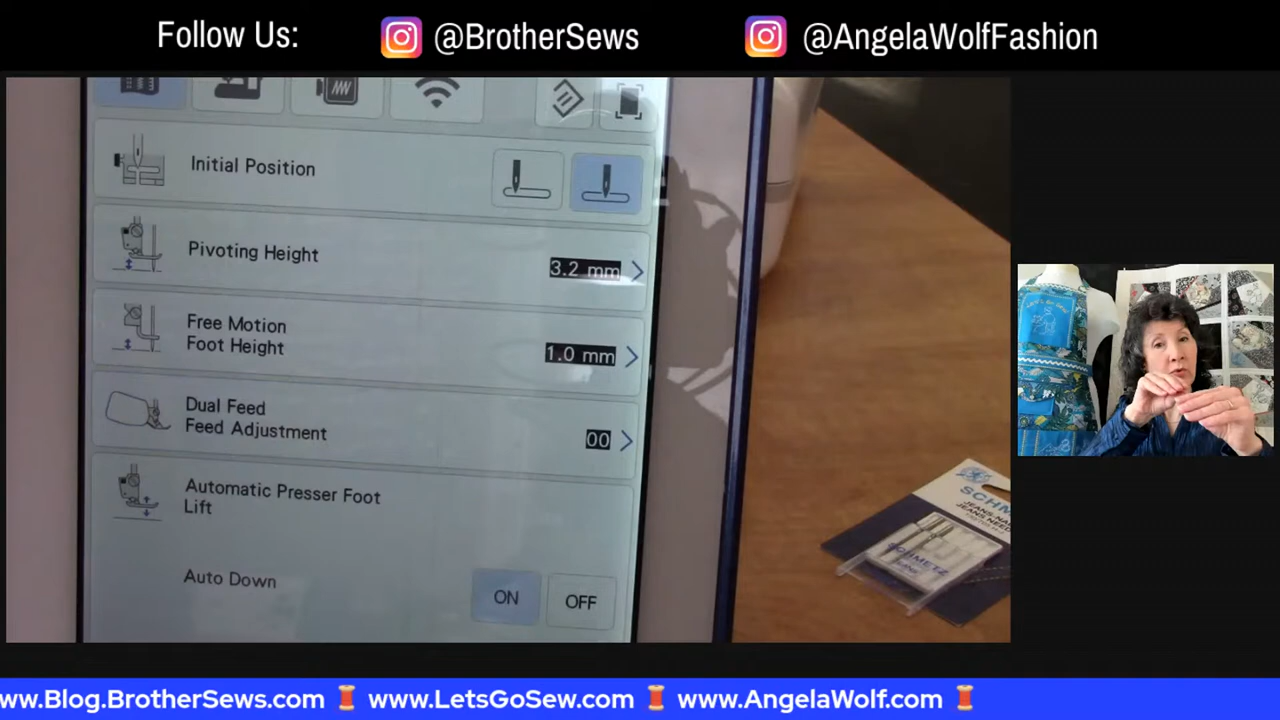 Follow Us:
@BrotherSews
@AngelaWolfFashion
Initial Position
Pivoting Height
3.2 mm
Free Motion
Foot Height
1.0 mm
Dual Feed
Feed Adjustment
00
Automatic Presser Foot
Lift
Auto Down
ON
OFF
SCHM
SCHMETZ
www.Blog.BrotherSews.com
www.LetsGoSew.com
www.AngelaWolf.com